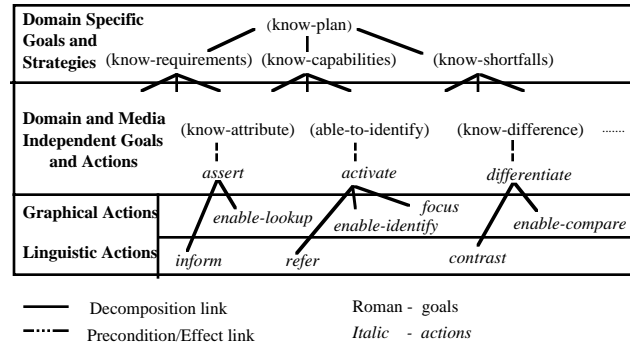 Domain Specific
Goals and
Strategies
(know-plan)
(know-requirements) (know-capabilities) (know-shortfalls)
Domain and Media
Independent Goals
and Actions
(know-attribute) (able-to-identify) (know-difference) .......
assert activate differentiate
Graphical Actions
enable-lookup enable-identify focus enable-compare
Linguistic Actions
inform refer contrast
Decomposition link Roman - goals
Precondition/Effect link Italic - actions